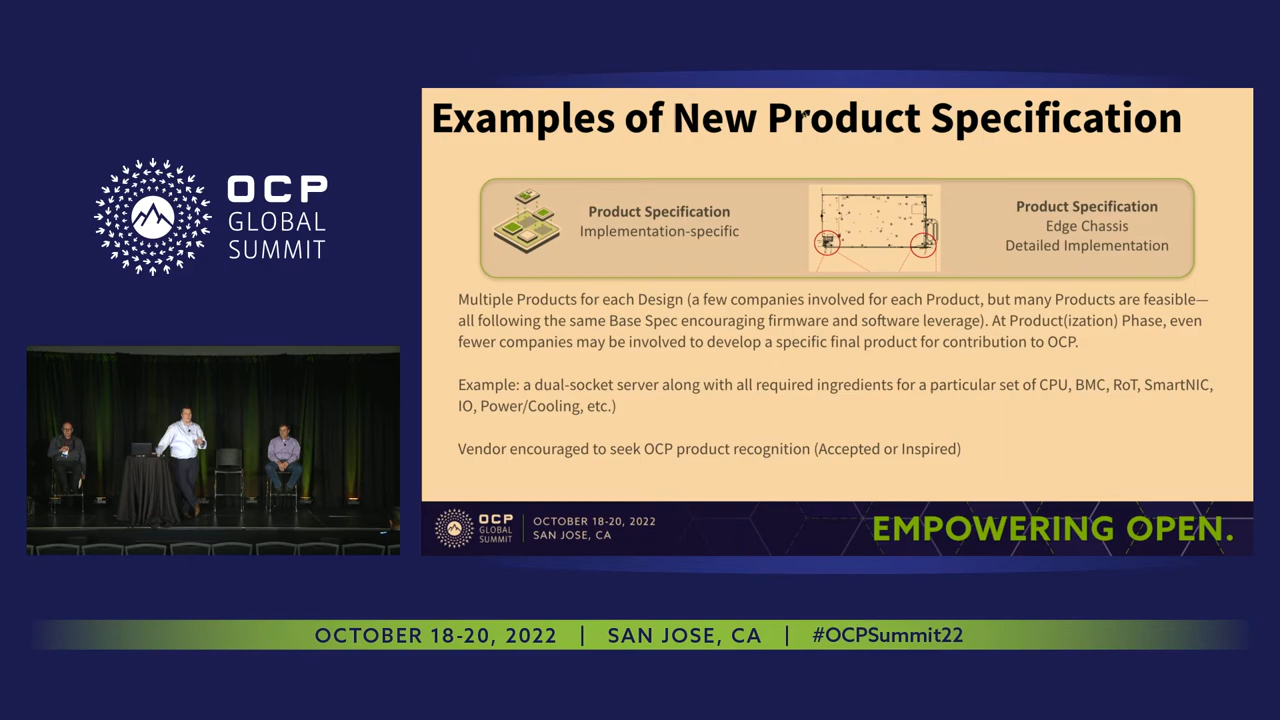 OCP
GLOBAL
SUMMIT
Examples of New Product Specification
Product Specification
Implementation-specific
Product Specification
Edge Chassis
Detailed Implementation
Multiple Products for each Design (a few companies involved for each Product, but many Products are feasible—
all following the same Base Spec encouraging firmware and software leverage). At Product(ization) Phase, even
fewer companies may be involved to develop a specific final product for contribution to OCP.
Example: a dual-socket server along with all required ingredients for a particular set of CPU, BMC, RoT, SmartNIC,
IO, Power/Cooling, etc.)
Vendor encouraged to seek OCP product recognition (Accepted or Inspired)
OCP
GLOBAL
SUMMIT
OCTOBER 18-20, 2022
SAN JOSE, CA
EMPOWERING OPEN.
OCTOBER 18-20, 2022 | SAN JOSE, CA | #OCPSummit22